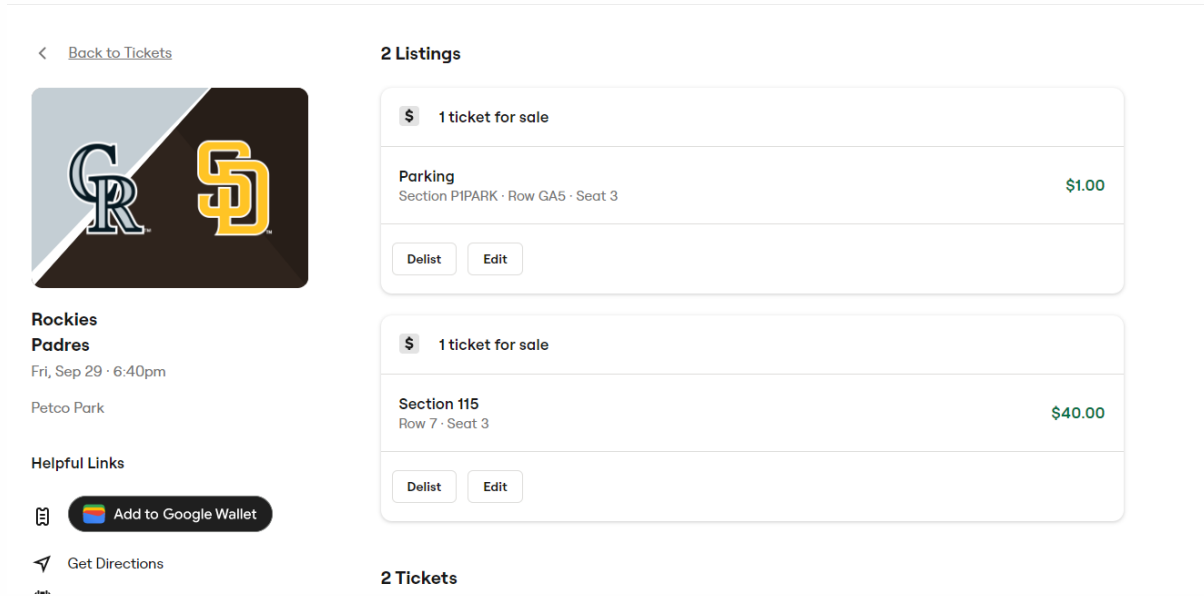 Back to Tickets
CR
SD
Rockies
Padres
Fri, Sep 29 · 6:40pm
Petco Park
Helpful Links
Add to Google Wallet
Get Directions
2 Listings
$ 1 ticket for sale
Parking
Section P1PARK · Row GA5 · Seat 3
$1.00
Delist Edit
$ 1 ticket for sale
Section 115
Row 7 · Seat 3
$40.00
Delist Edit
2 Tickets